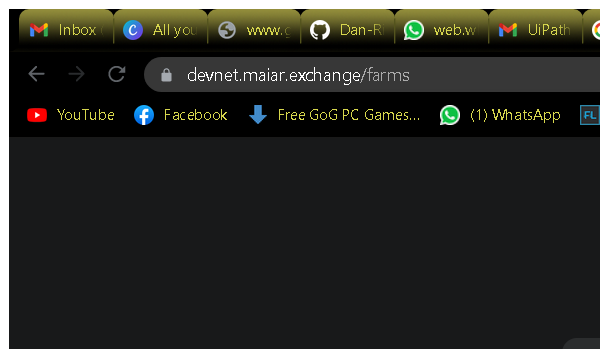 Inbox All you www.g Dan-Ri web.w UiPath
devnet.maiar.exchange/farms
YouTube Facebook Free GoG PC Games... (1) WhatsApp FL